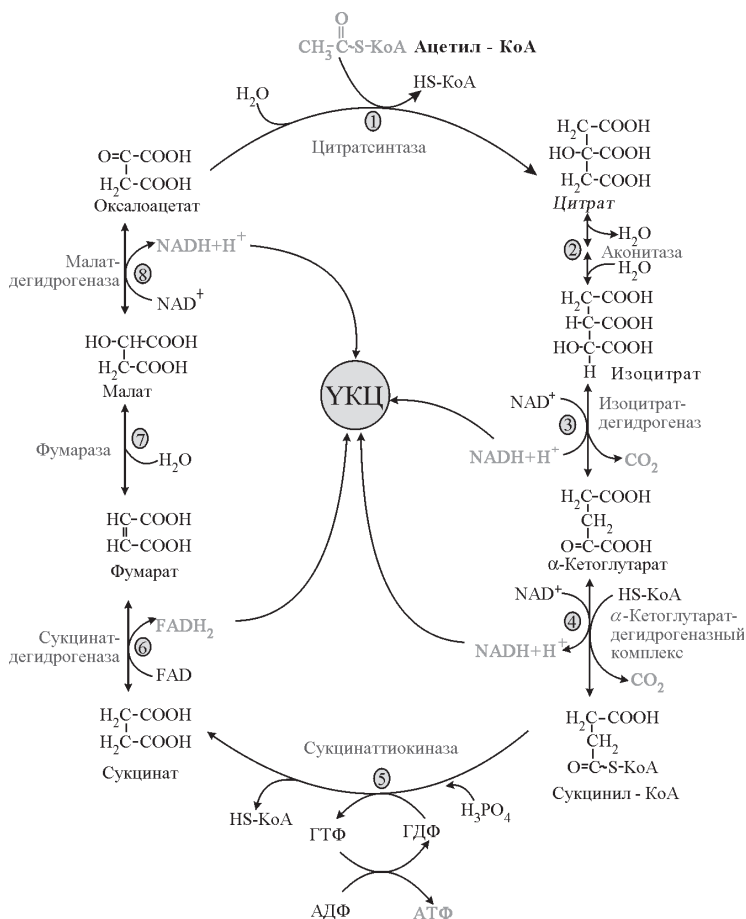 O
CH3-C-S-KoA Ацетил - КоА
HS-КоА
H2O
1
Цитратсинтаза
O=C-COOH
H2C-COOH
Оксалоацетат
H2C-COOH
HO-C-COOH
H2C-COOH
Цитрат
H2O
2 Аконитаза
H2O
H2C-COOH
H-C-COOH
HO-C-COOH
H
Изоцитрат
NADH+H+
Малат-
дегидрогеназа
8
NAD+
HO-CH-COOH
H2C-COOH
Малат
ҮКЦ
NAD+
Изоцитрат-
дегидрогеназ
3
NADH+H+
CO2
Фумараза
7
H2O
H2C-COOH
CH2
O=C-COOH
α-Кетоглутарат
HC-COOH
HC-COOH
Фумарат
NAD+
HS-KoA
4
α-Кетоглутарат-
дегидрогеназный
комплекс
NADH+H+
CO2
FADH2
Сукцинат-
дегидрогеназа
6
FAD
H2C-COOH
H2C-COOH
Сукцинат
H2C-COOH
CH2
O=C-S-KoA
Сукцинил - КоА
Сукцинаттиокиназа
5
HS-KoA
H3PO4
ГТФ
ГДФ
АДФ
АТФ